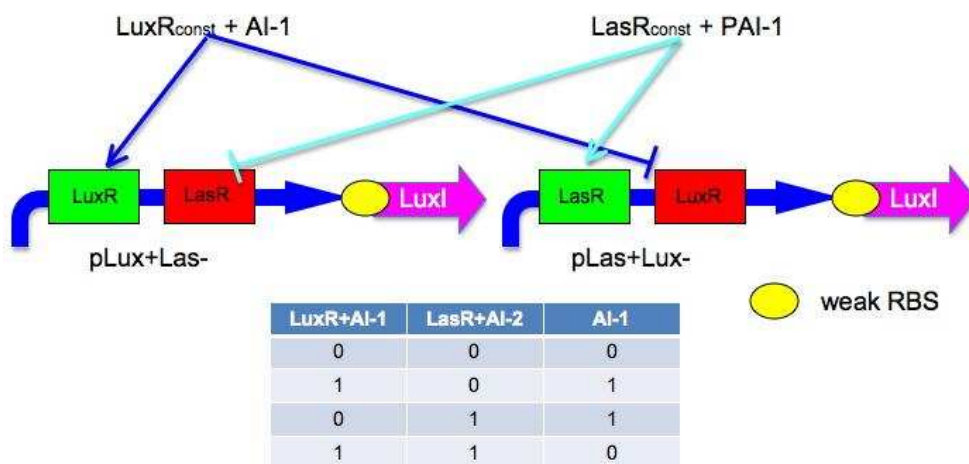 LuxRconst + AI-1
LasRconst + PAI-1
LuxR LasR LuxI
LasR LuxR LuxI
pLux+Las-
pLas+Lux-
weak RBS
LuxR+AI-1 LasR+AI-2 AI-1
0 0 0
1 0 1
0 1 1
1 1 0